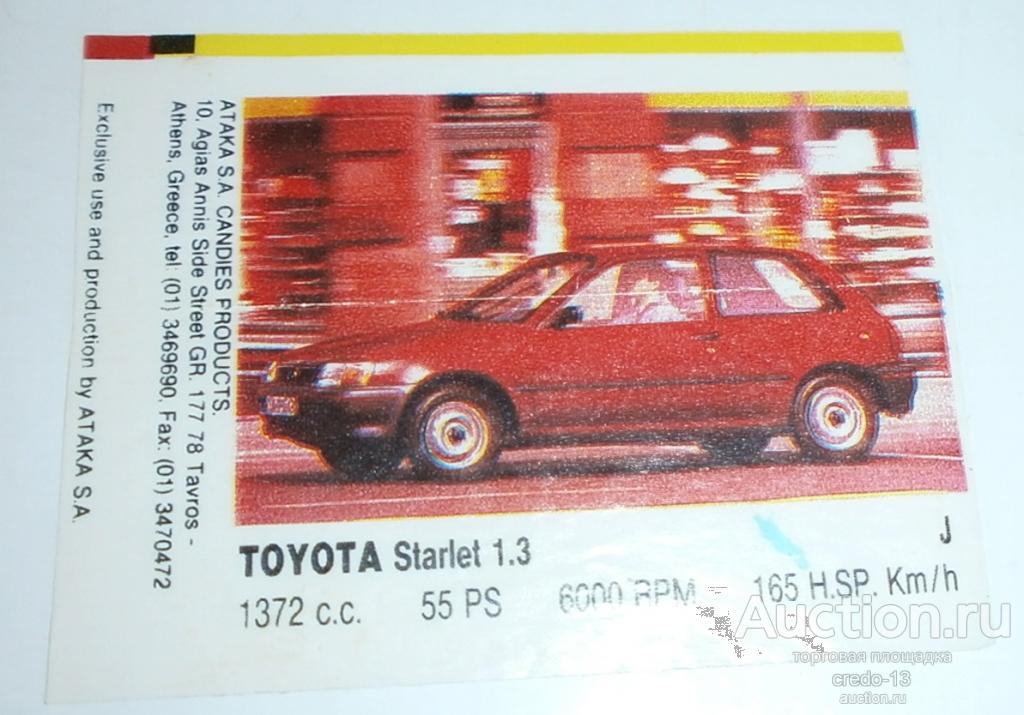 Exclusive use and production by ATAKA S.A.
ATAKA S.A. CANDIES PRODUCTS.
10, Agias Annis Side Street GR. 177 78 Tavros -
Athens, Greece, tel: (01) 3469690, Fax: (01) 3470472
TOYOTA Starlet 1.3
J
1372 c.c. 55 PS 6000 RPM 165 H.SP. Km/h
Auction.ru
торговая площадка
credo-13
auction.ru